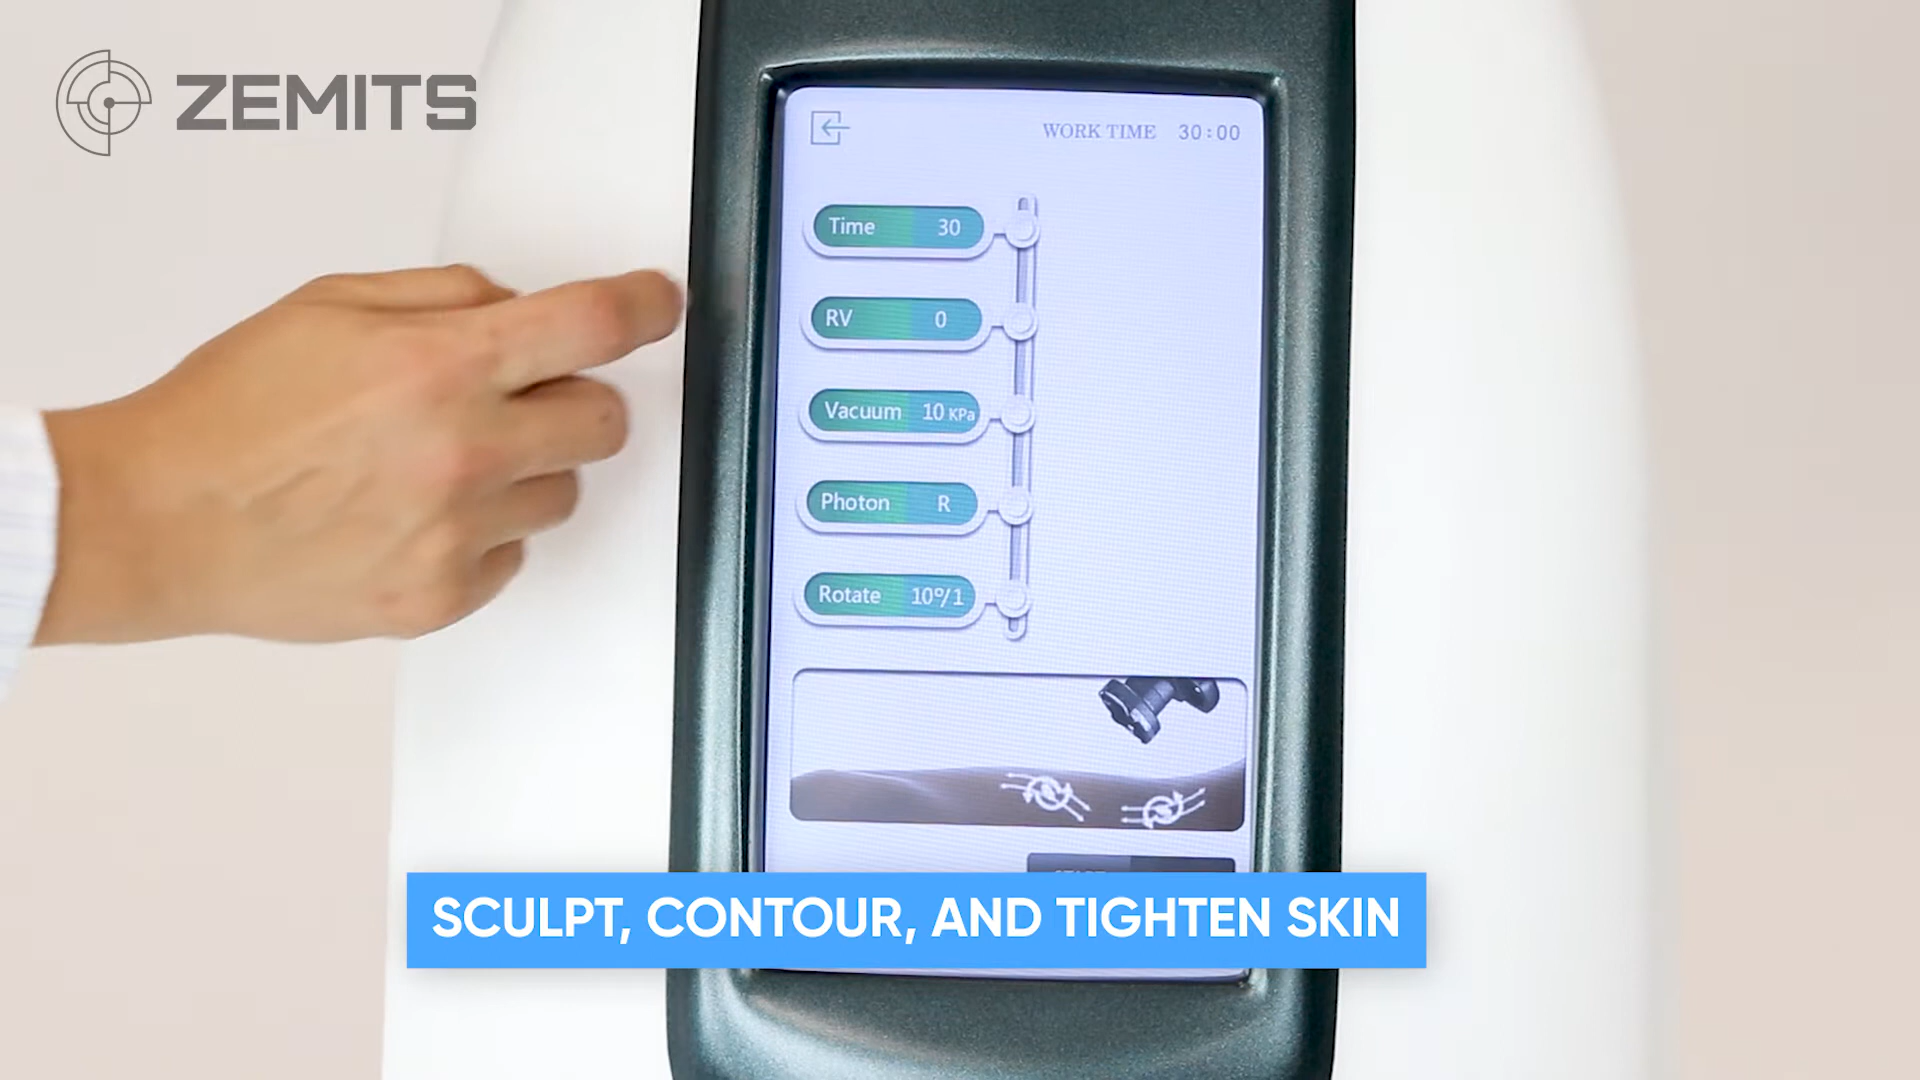 ZEMITS
WORK TIME 30:00
Time 30
RV 0
Vacuum 10 KPa
Photon R
Rotate 10°/1
SCULPT, CONTOUR, AND TIGHTEN SKIN